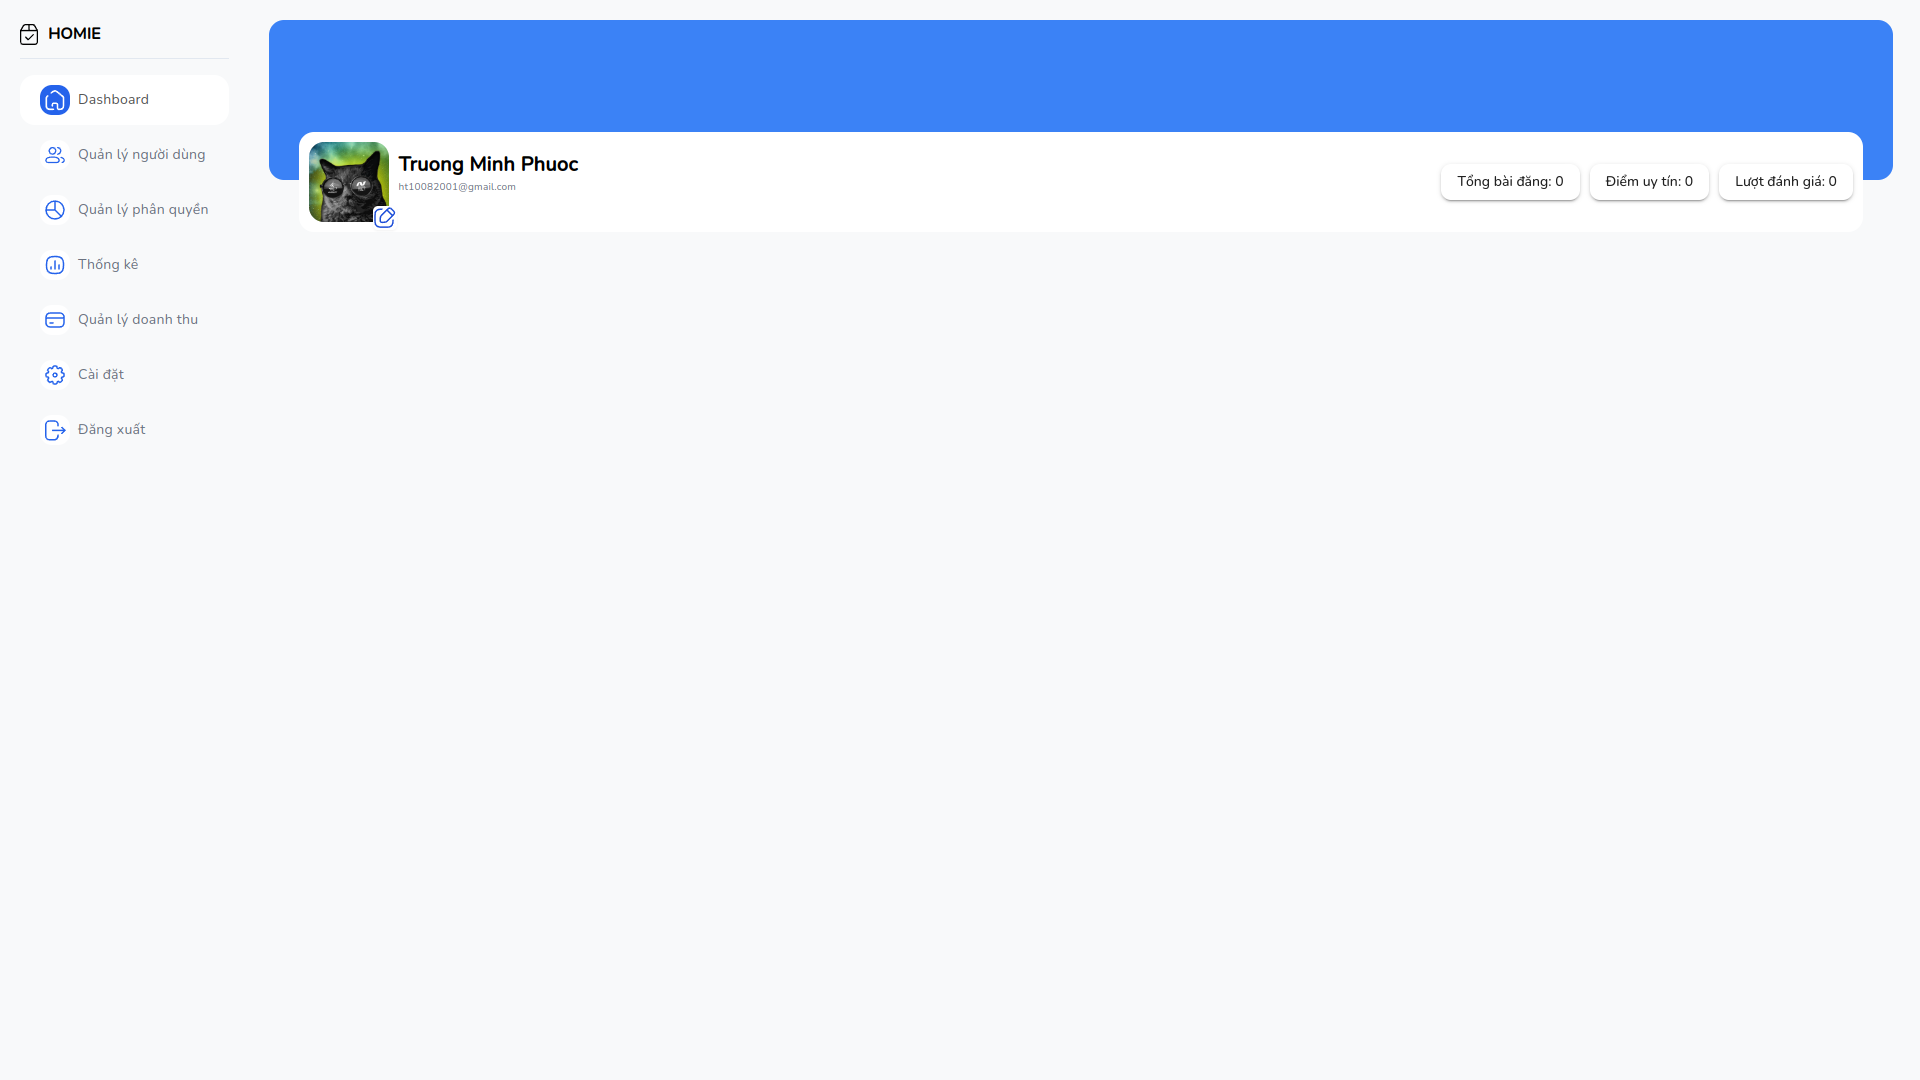 HOMIE
Dashboard
Quản lý người dùng
Quản lý phân quyền
Thống kê
Quản lý doanh thu
Cài đặt
Đăng xuất
Truong Minh Phuoc
ht10082001@gmail.com
Tổng bài đăng: 0
Điểm uy tín: 0
Lượt đánh giá: 0